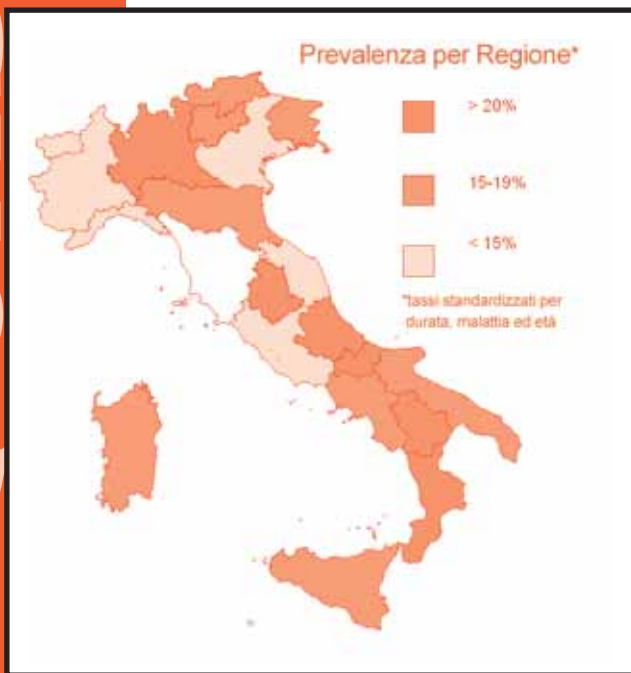 Prevalenza per Regione*
> 20%
15-19%
< 15%
*tassi standardizzati per
durata, malattia ed età